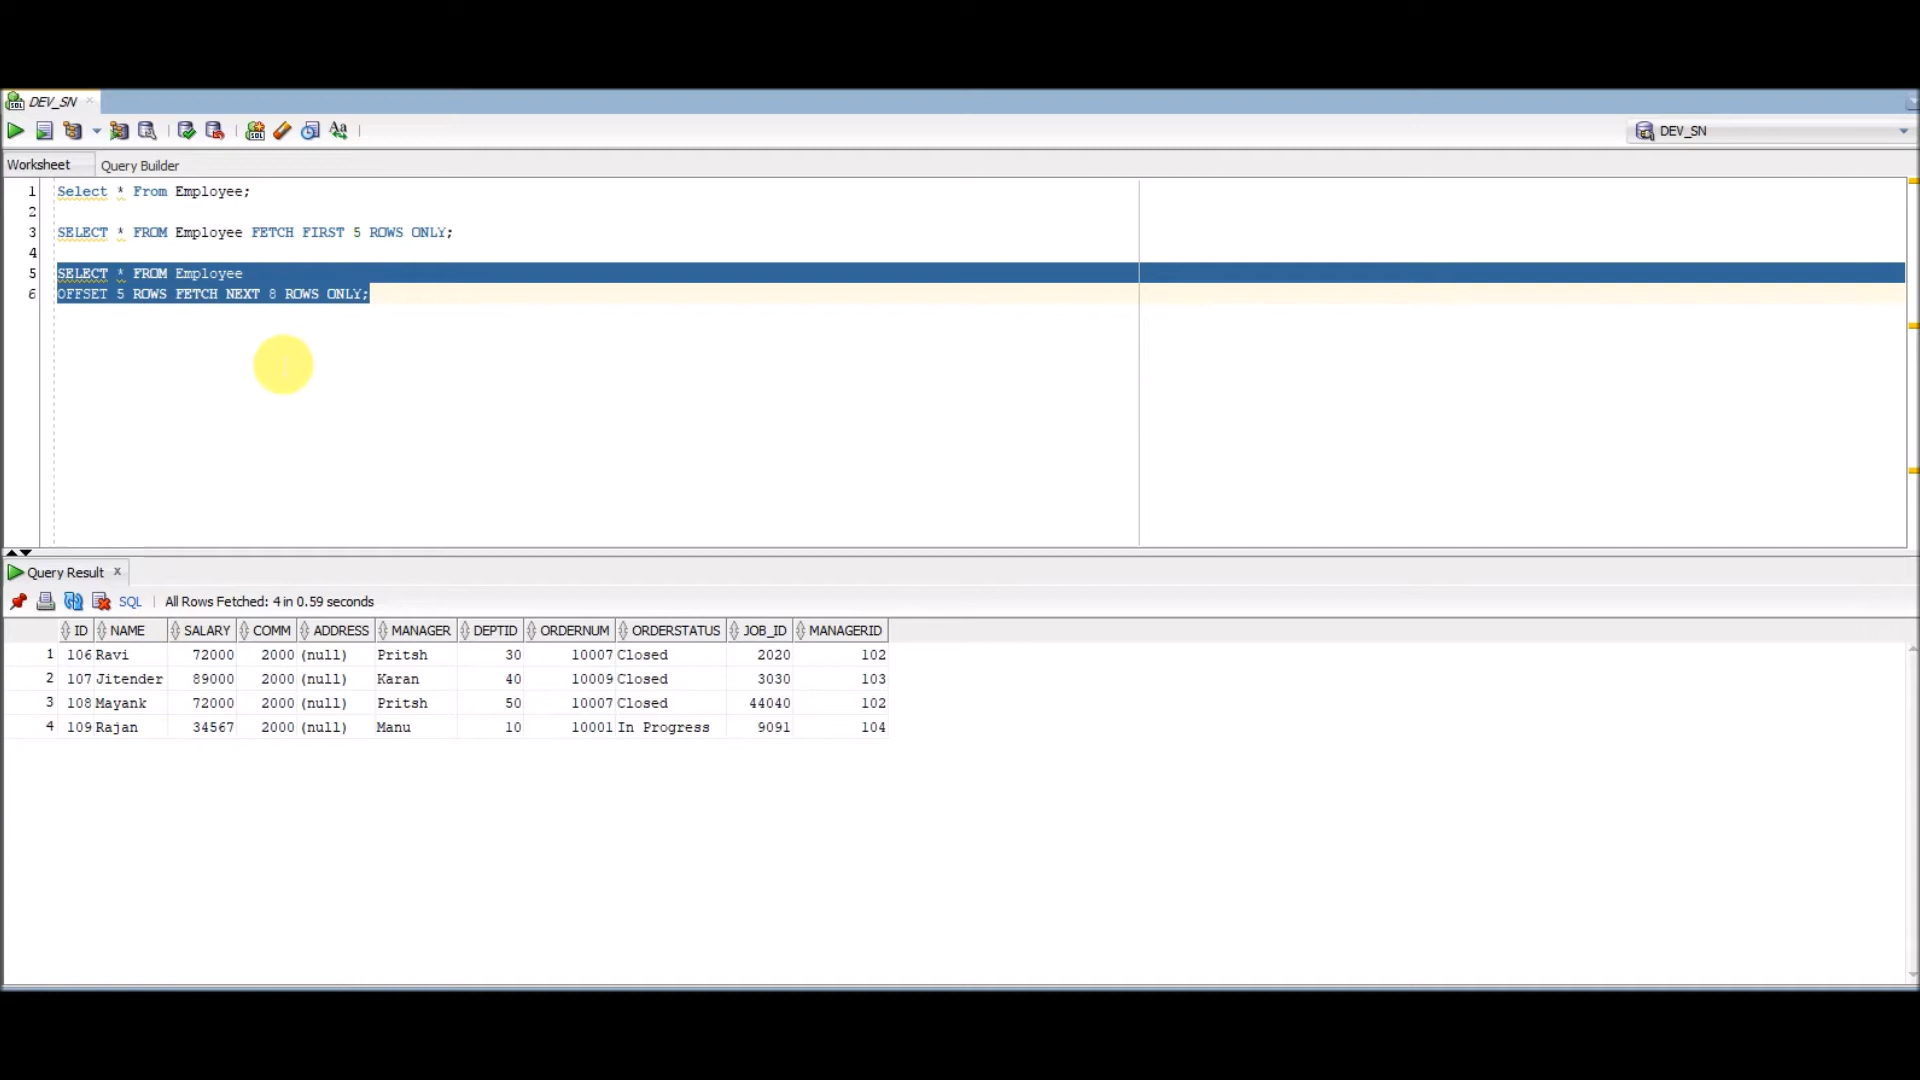 DEV_SN
DEV_SN
Worksheet Query Builder
1 Select * From Employee;
2
3 SELECT * FROM Employee FETCH FIRST 5 ROWS ONLY;
4
5 SELECT * FROM Employee
6 OFFSET 5 ROWS FETCH NEXT 8 ROWS ONLY;
Query Result x
SQL | All Rows Fetched: 4 in 0.59 seconds
ID NAME SALARY COMM ADDRESS MANAGER DEPTID ORDERNUM ORDERSTATUS JOB_ID MANAGERID
1 106 Ravi 72000 2000 (null) Pritsh 30 10007 Closed 2020 102
2 107 Jitender 89000 2000 (null) Karan 40 10009 Closed 3030 103
3 108 Mayank 72000 2000 (null) Pritsh 50 10007 Closed 44040 102
4 109 Rajan 34567 2000 (null) Manu 10 10001 In Progress 9091 104